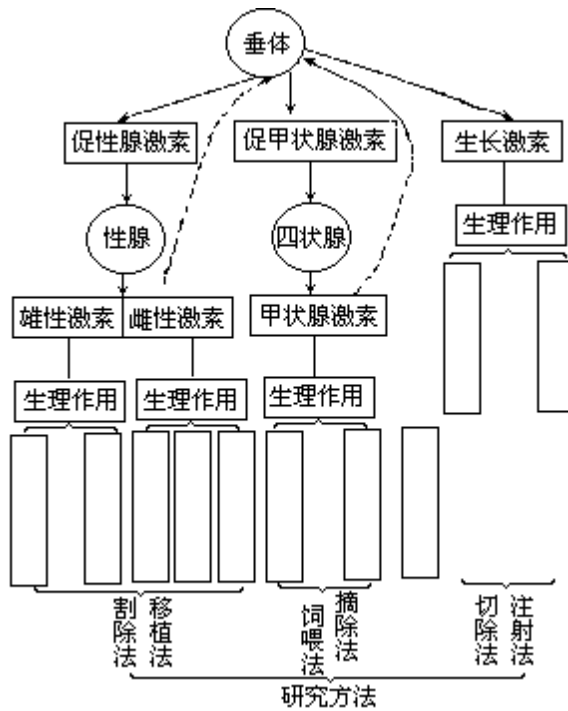 垂体
促性腺激素 促甲状腺激素 生长激素
性腺 四状腺 生理作用
雄性激素 雌性激素 甲状腺激素
生理作用 生理作用 生理作用
割除法 移植法 饲喂法 摘除法 切除法 注射法
研究方法